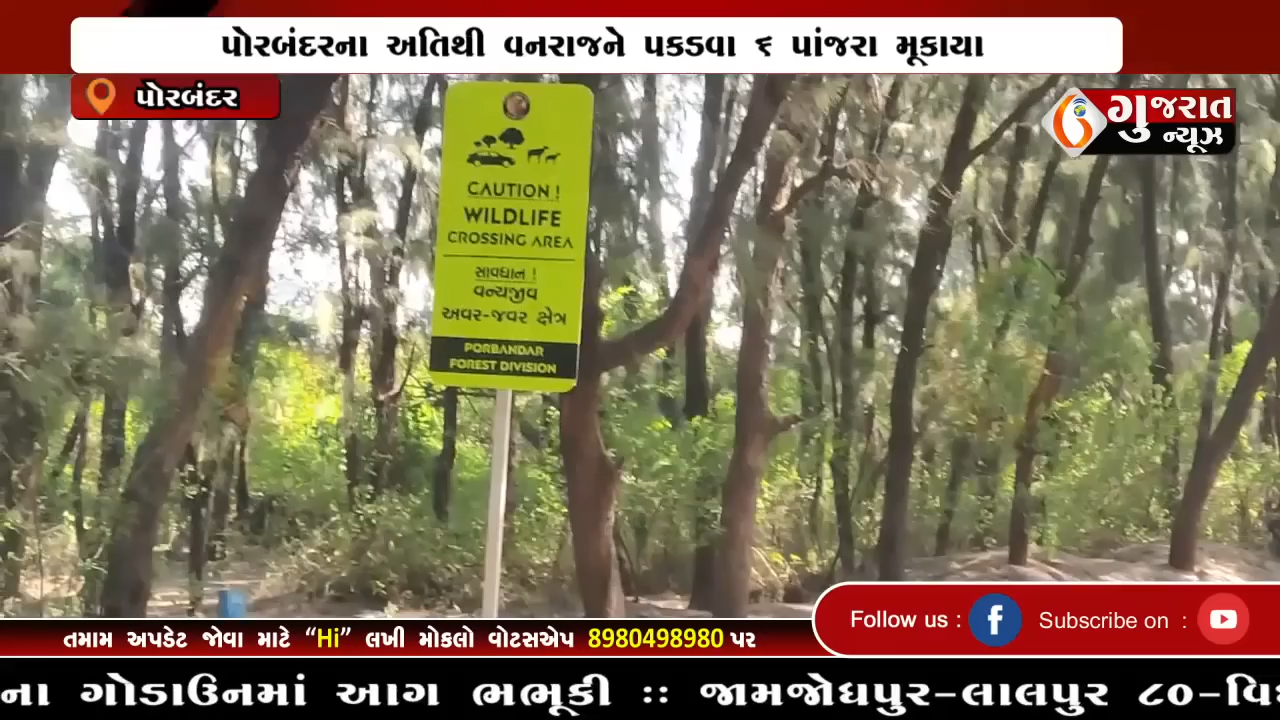 પોરબંદરના અતિથી વનરાજને પકડવા ૬ પાંજરા મૂકાયા
પોરબંદર
ગુજરાત
ન્યૂઝ
CAUTION !
WILDLIFE
CROSSING AREA
સાવધાન !
વન્યજીવ
અવર-જવર ક્ષેત્ર
PORBANDAR
FOREST DIVISION
Follow us :
Subscribe on :
તમામ અપડેટ જોવા માટે “Hi” લખી મોકલો વોટસએપ 8980498980 પર
ના ગોડાઉનમાં આગ ભભૂકી :: જામજોધપુર-લાલપુર ૮૦-વિ